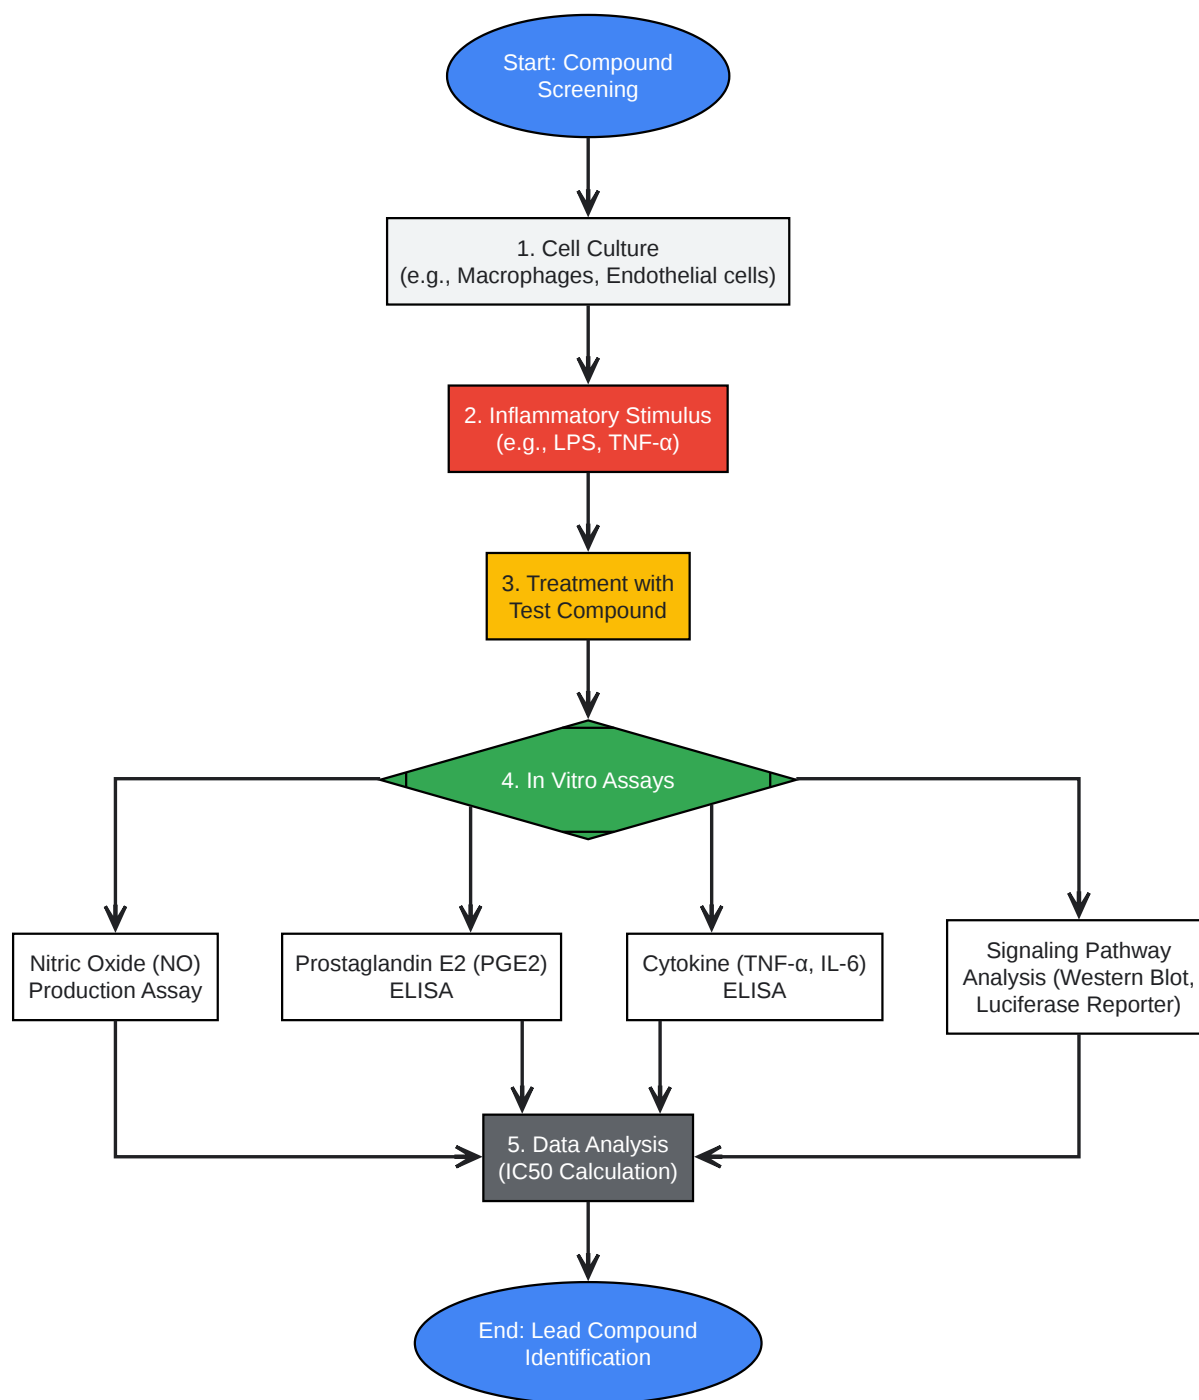 Start: Compound
Screening
1. Cell Culture
(e.g., Macrophages, Endothelial cells)
2. Inflammatory Stimulus
(e.g., LPS, TNF-α)
3. Treatment with
Test Compound
4. In Vitro Assays
Nitric Oxide (NO)
Production Assay
Prostaglandin E2 (PGE2)
ELISA
Cytokine (TNF-α, IL-6)
ELISA
Signaling Pathway
Analysis (Western Blot,
Luciferase Reporter)
5. Data Analysis
(IC50 Calculation)
End: Lead Compound
Identification